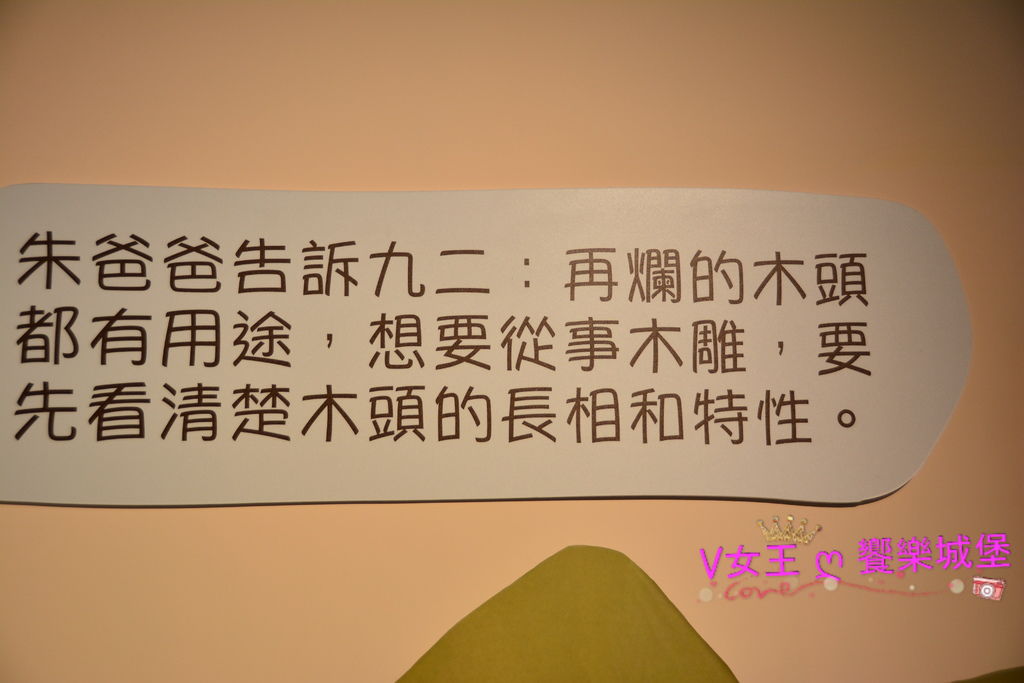 朱爸爸告訴九二：再爛的木頭
都有用途，想要從事木雕，要
先看清楚木頭的長相和特性。
V女王 ღ 饗樂城堡
Love